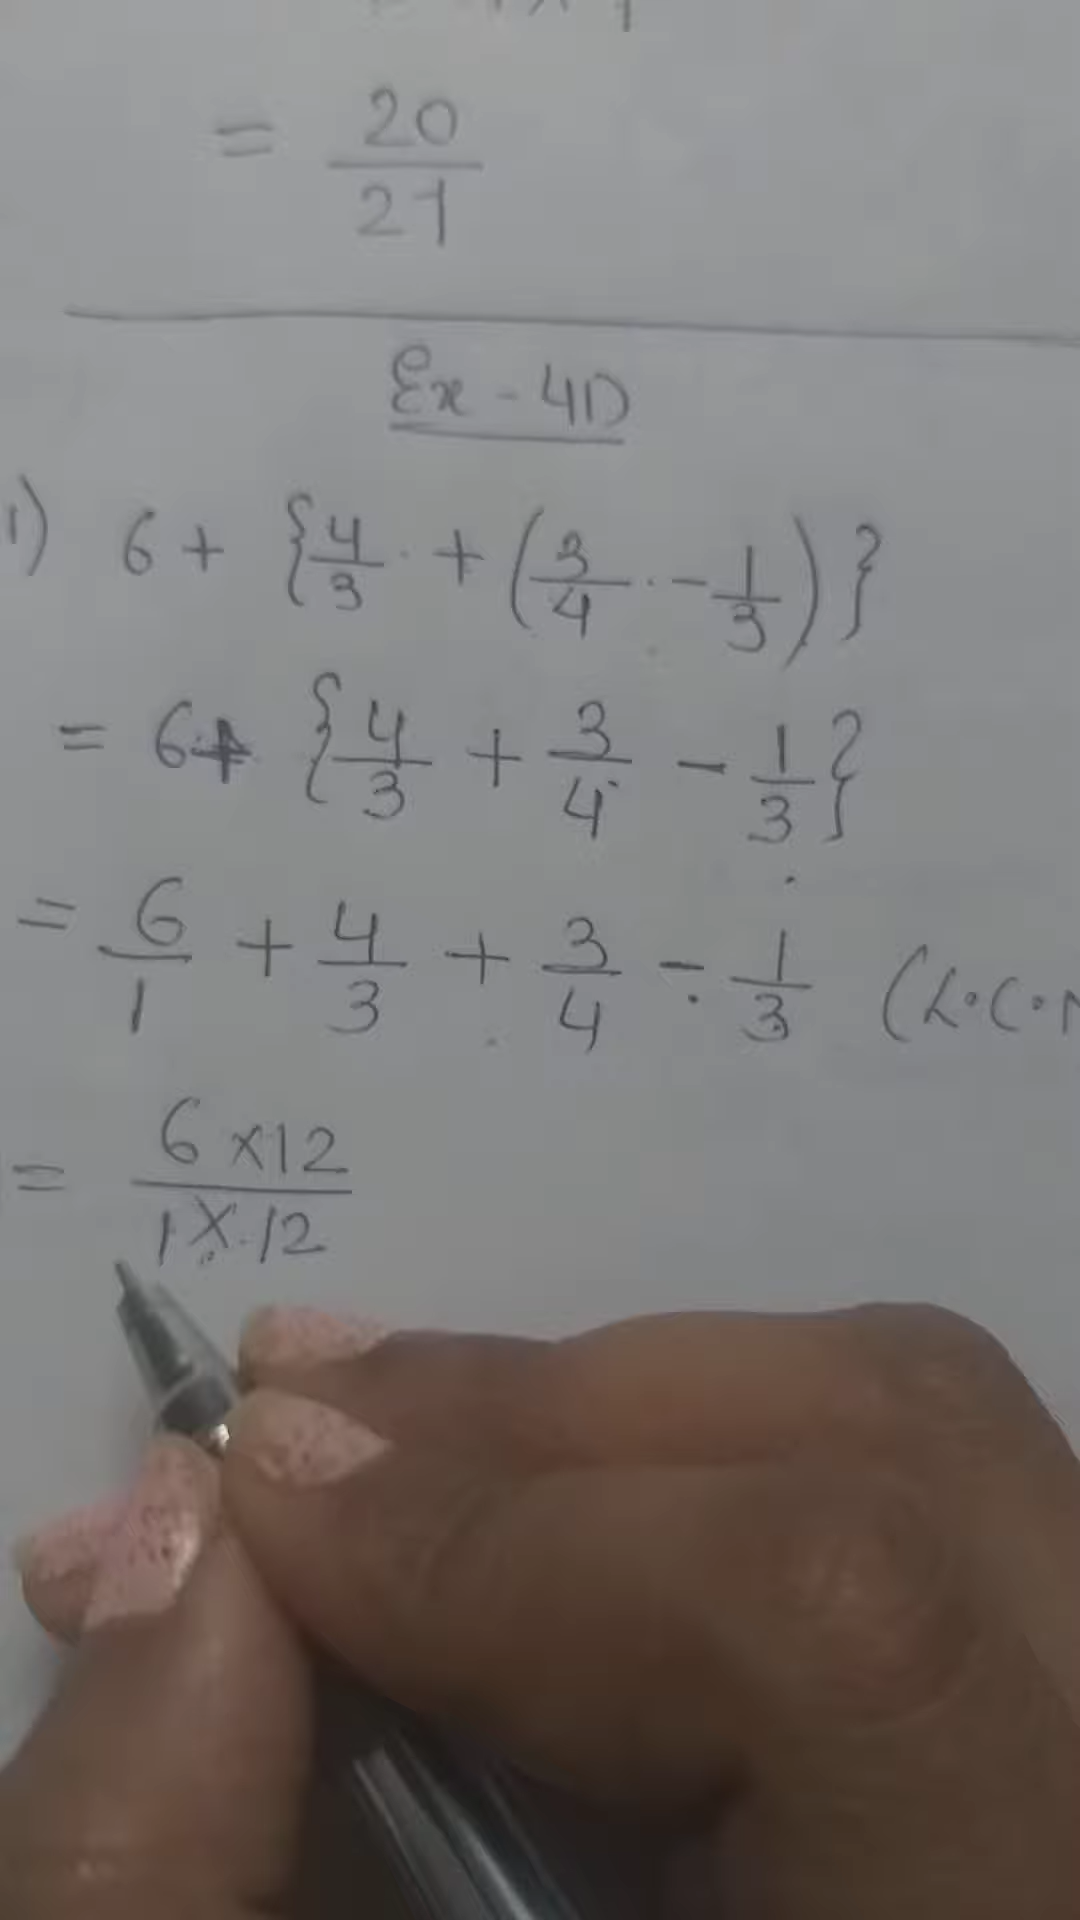 = 20/21
Ex - 4D
1) 6 + {4/3 + (3/4 - 1/3)}
= 6 + {4/3 + 3/4 - 1/3}
= 6/1 + 4/3 + 3/4 - 1/3 (L.C.M
= 6 x 12 / 1 x 12